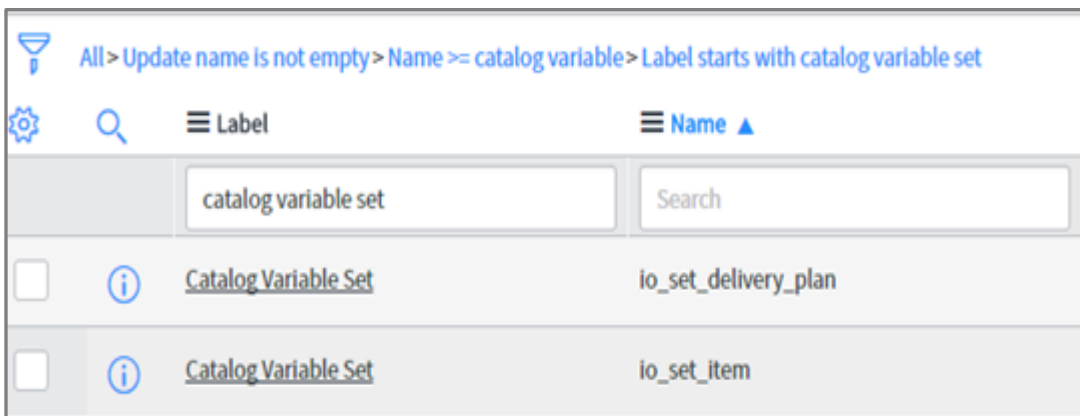 All > Update name is not empty > Name >= catalog variable > Label starts with catalog variable set
Label Name ▲
catalog variable set Search
Catalog Variable Set io_set_delivery_plan
Catalog Variable Set io_set_item